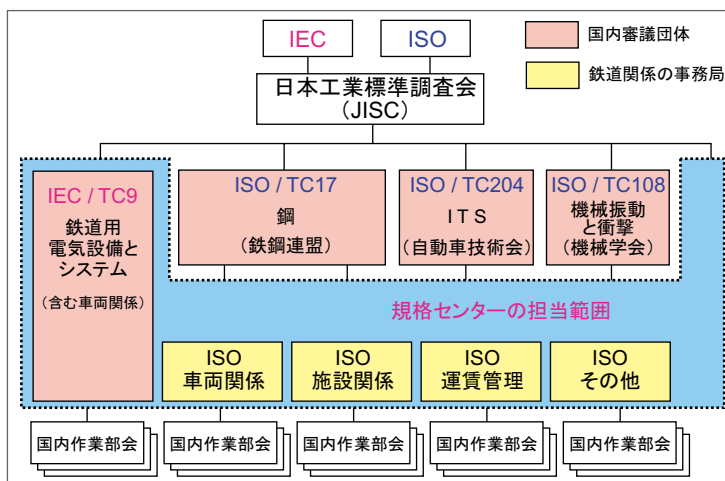 IEC
ISO
国内審議団体
鉄道関係の事務局
日本工業標準調査会
(JISC)
IEC / TC9
鉄道用
電気設備と
システム
(含む車両関係)
ISO / TC17
鋼
(鉄鋼連盟)
ISO / TC204
ＩＴＳ
(自動車技術会)
ISO / TC108
機械振動
と衝撃
(機械学会)
規格センターの担当範囲
ISO
車両関係
ISO
施設関係
ISO
運賃管理
ISO
その他
国内作業部会
国内作業部会
国内作業部会
国内作業部会
国内作業部会